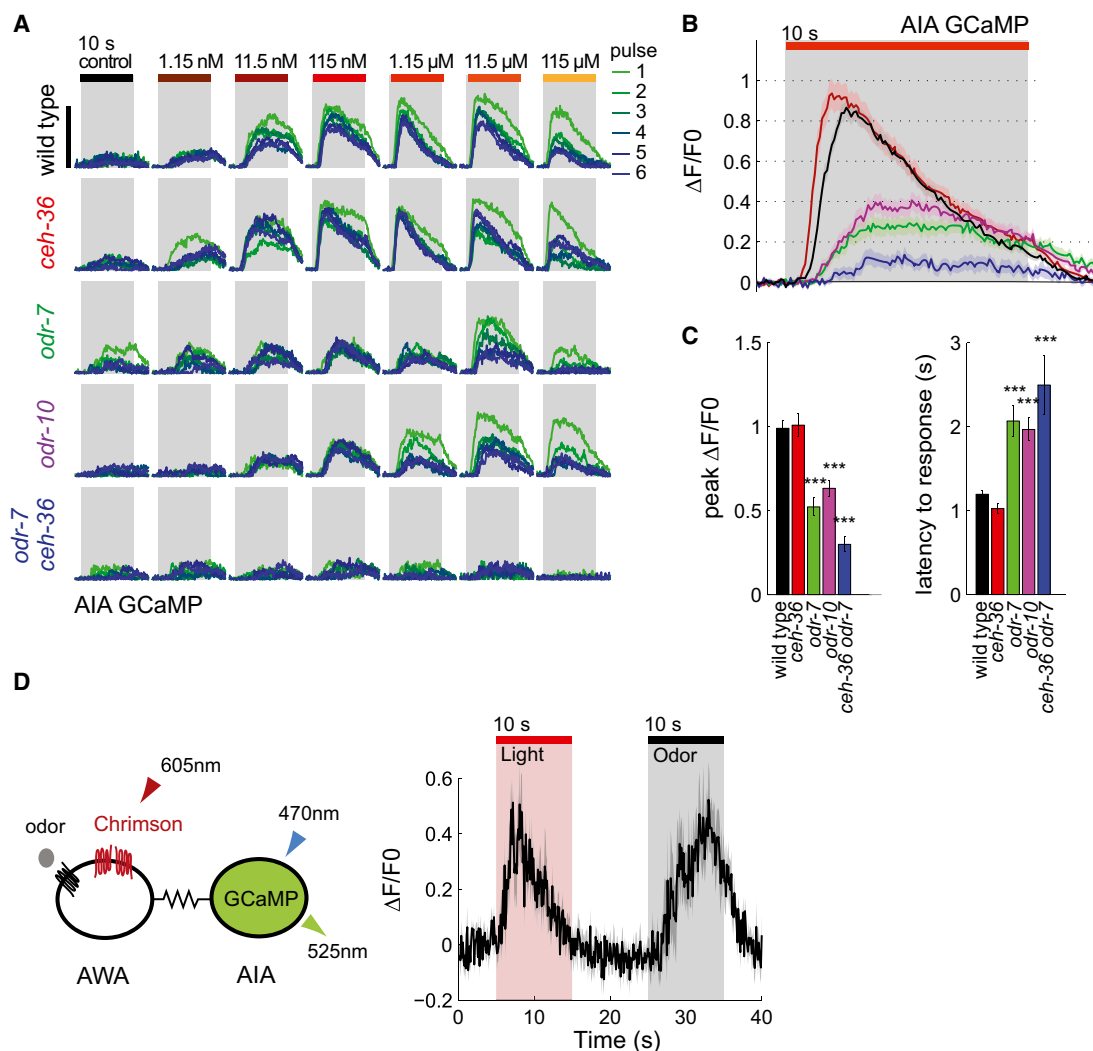 A
10 s
control
1.15 nM
11.5 nM
115 nM
1.15 µM
11.5 µM
115 µM
pulse
1
2
3
4
5
6
wild type
ceh-36
odr-7
odr-10
odr-7
ceh-36
AIA GCaMP
B
10 s
AIA GCaMP
ΔF/F0
1
0.8
0.6
0.4
0.2
0
C
peak ΔF/F0
1.5
1
0.5
0
***
***
***
wild type
ceh-36
odr-7
odr-10
ceh-36 odr-7
latency to response (s)
3
2
1
0
***
***
***
wild type
ceh-36
odr-7
odr-10
ceh-36 odr-7
D
605nm
Chrimson
odor
470nm
GCaMP
525nm
AWA
AIA
10 s
Light
10 s
Odor
ΔF/F0
0.6
0.4
0.2
0
−0.2
0
10
20
30
40
Time (s)